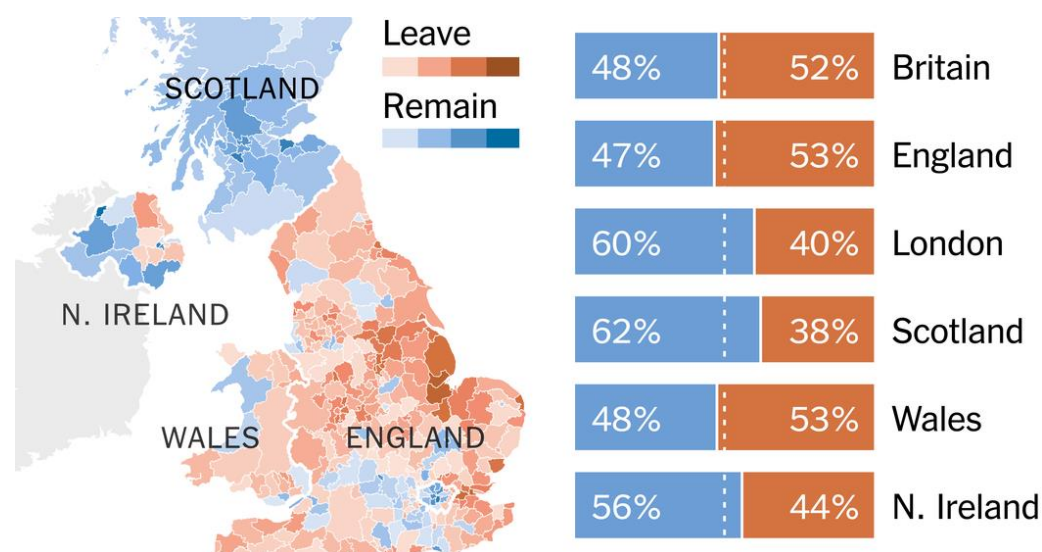 Leave
Remain
SCOTLAND
N. IRELAND
WALES
ENGLAND
48% 52% Britain
47% 53% England
60% 40% London
62% 38% Scotland
48% 53% Wales
56% 44% N. Ireland